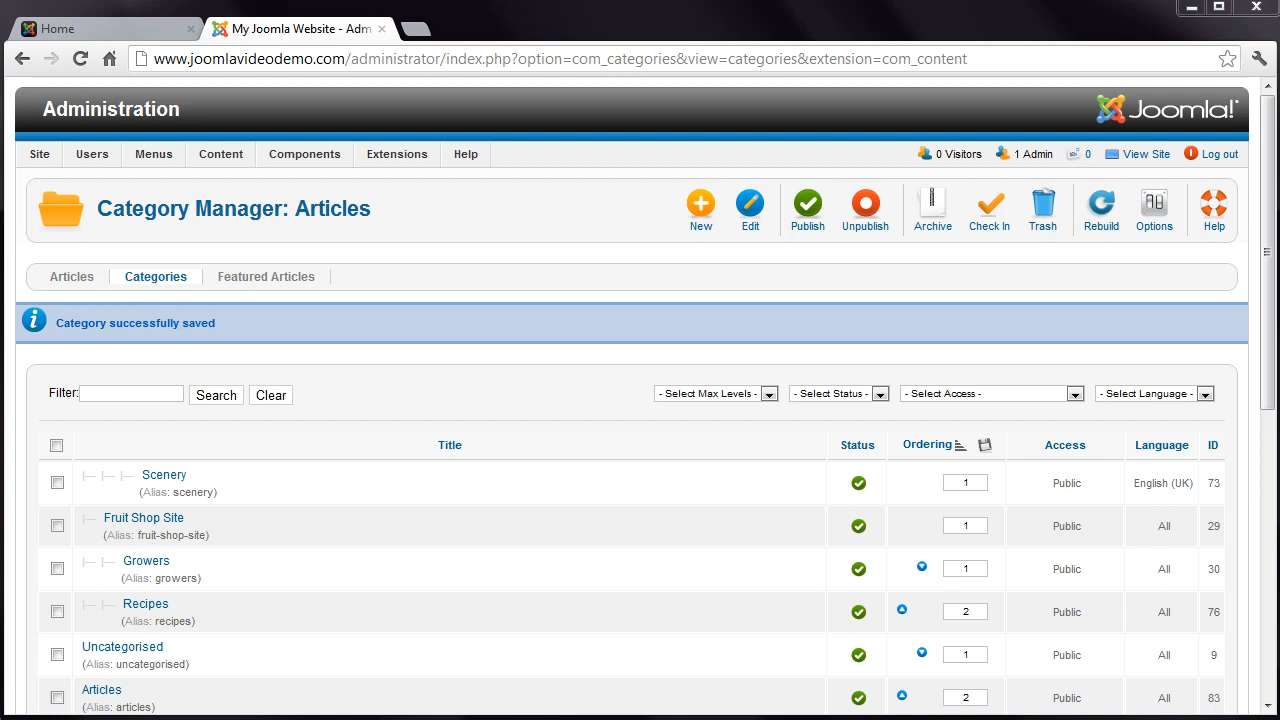 Home
My Joomla Website - Adm
www.joomlavideodemo.com/administrator/index.php?option=com_categories&view=categories&extension=com_content
Administration
Joomla!
Site Users Menus Content Components Extensions Help
0 Visitors 1 Admin 0 View Site Log out
Category Manager: Articles
New Edit Publish Unpublish Archive Check In Trash Rebuild Options Help
Articles Categories Featured Articles
Category successfully saved
Filter: Search Clear - Select Max Levels - - Select Status - - Select Access - - Select Language -
Title Status Ordering Access Language ID
Scenery 1 Public English (UK) 73
(Alias: scenery)
Fruit Shop Site 1 Public All 29
(Alias: fruit-shop-site)
Growers 1 Public All 30
(Alias: growers)
Recipes 2 Public All 76
(Alias: recipes)
Uncategorised 1 Public All 9
(Alias: uncategorised)
Articles 2 Public All 83
(Alias: articles)